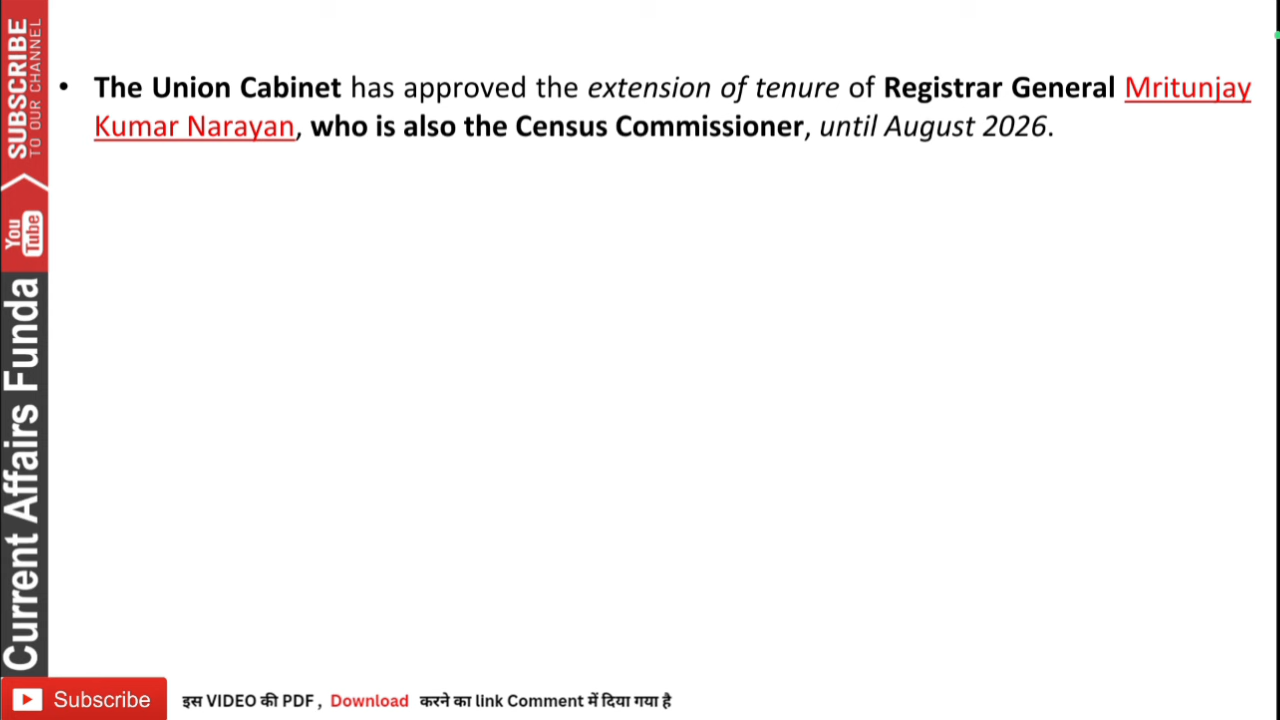 • The Union Cabinet has approved the extension of tenure of Registrar General Mritunjay
Kumar Narayan, who is also the Census Commissioner, until August 2026.
SUBSCRIBE
TO OUR CHANNEL
You
Tube
Current Affairs Funda
Subscribe
इस VIDEO की PDF , Download करने का link Comment में दिया गया है